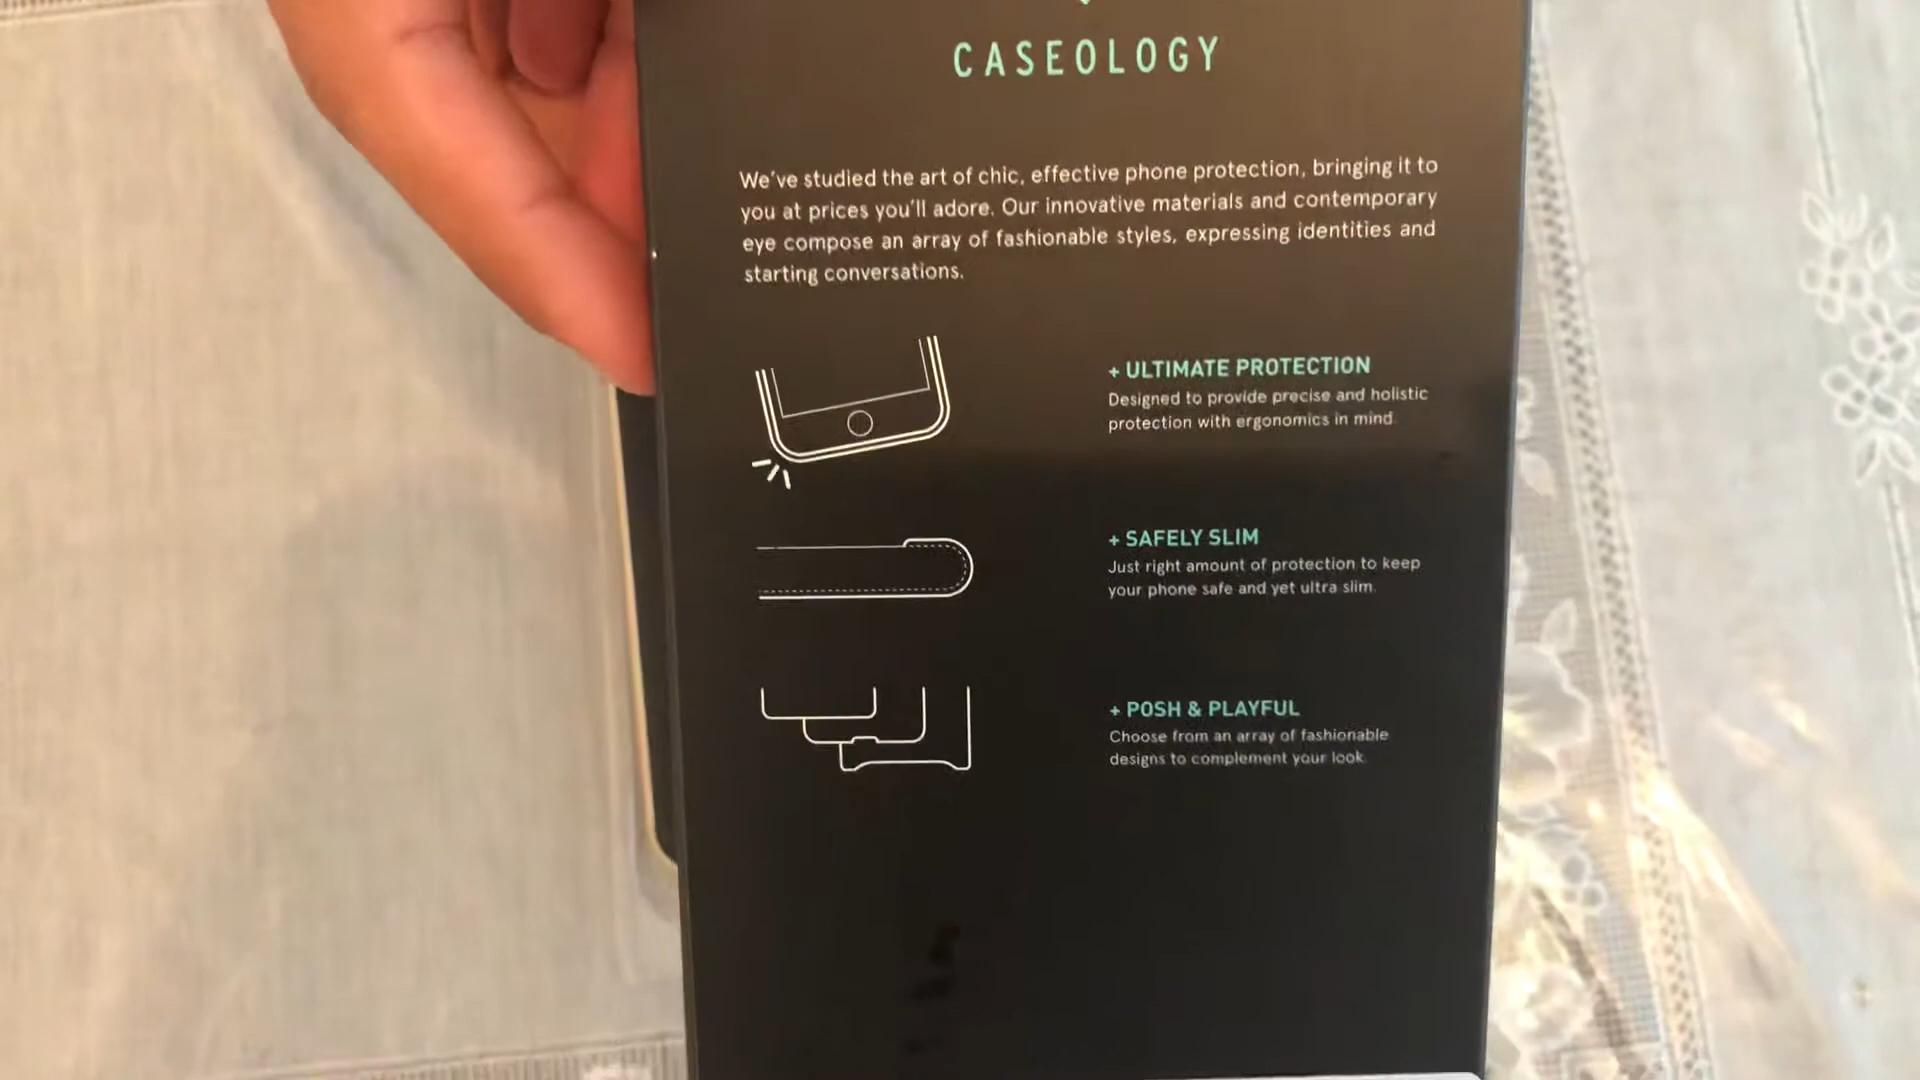 CASEOLOGY
We've studied the art of chic, effective phone protection, bringing it to
you at prices you'll adore. Our innovative materials and contemporary
eye compose an array of fashionable styles, expressing identities and
starting conversations.
+ ULTIMATE PROTECTION
Designed to provide precise and holistic
protection with ergonomics in mind.
+ SAFELY SLIM
Just right amount of protection to keep
your phone safe and yet ultra slim.
+ POSH & PLAYFUL
Choose from an array of fashionable
designs to complement your look.